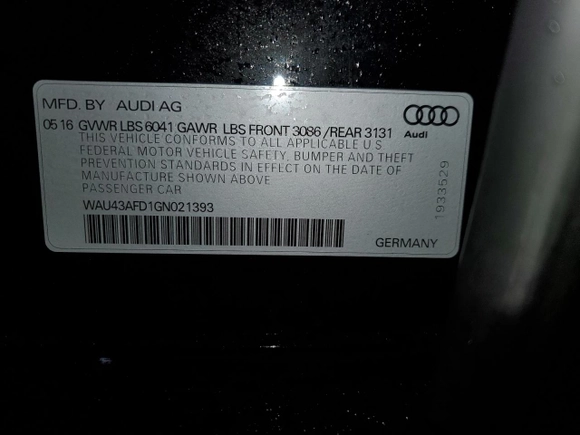 MFD. BY AUDI AG
05 16 GVWR LBS 6041 GAWR LBS FRONT 3086 / REAR 3131
THIS VEHICLE CONFORMS TO ALL APPLICABLE U S
FEDERAL MOTOR VEHICLE SAFETY, BUMPER AND THEFT
PREVENTION STANDARDS IN EFFECT ON THE DATE OF
MANUFACTURE SHOWN ABOVE
PASSENGER CAR
WAU43AFD1GN021393
GERMANY
Audi
1933529